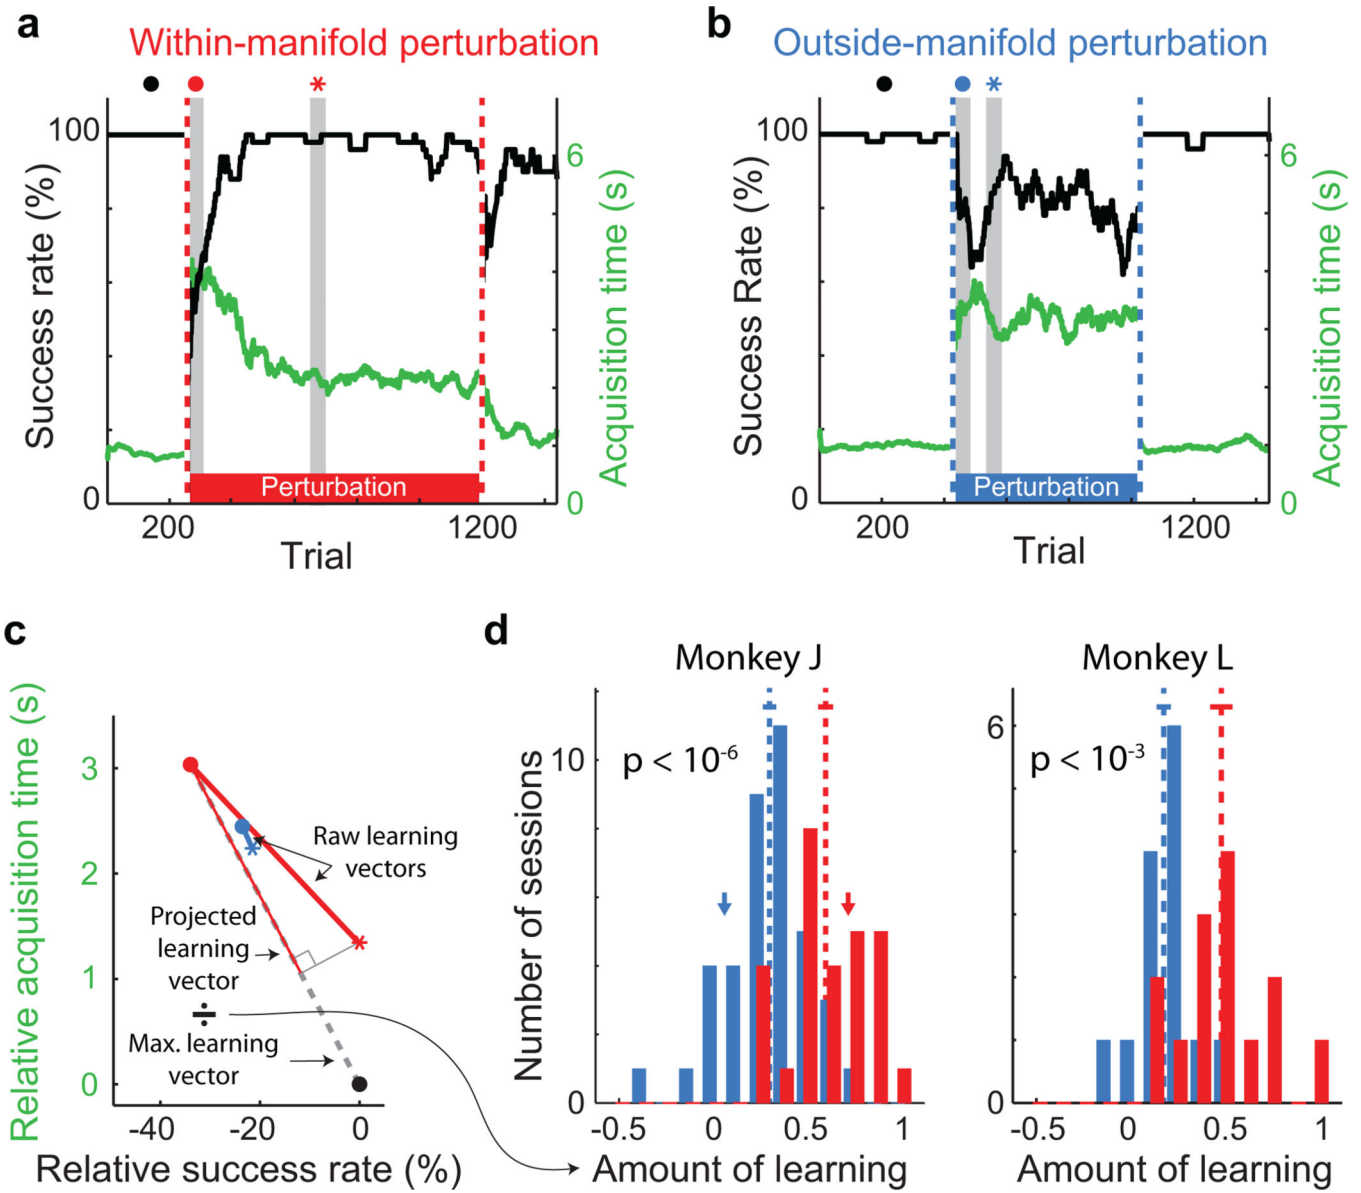 a
Within-manifold perturbation
100
0
Success rate (%)
6
0
Acquisition time (s)
Perturbation
200
1200
Trial
b
Outside-manifold perturbation
100
0
Success Rate (%)
6
0
Acquisition time (s)
Perturbation
200
1200
Trial
c
Relative acquisition time (s)
3
2
1
0
Raw learning
vectors
Projected
learning
vector
÷
Max. learning
vector
-40
-20
0
Relative success rate (%)
d
Monkey J
p < 10⁻⁶
Number of sessions
10
0
-0.5
0
0.5
1
Amount of learning
Monkey L
p < 10⁻³
6
0
-0.5
0
0.5
1
Amount of learning